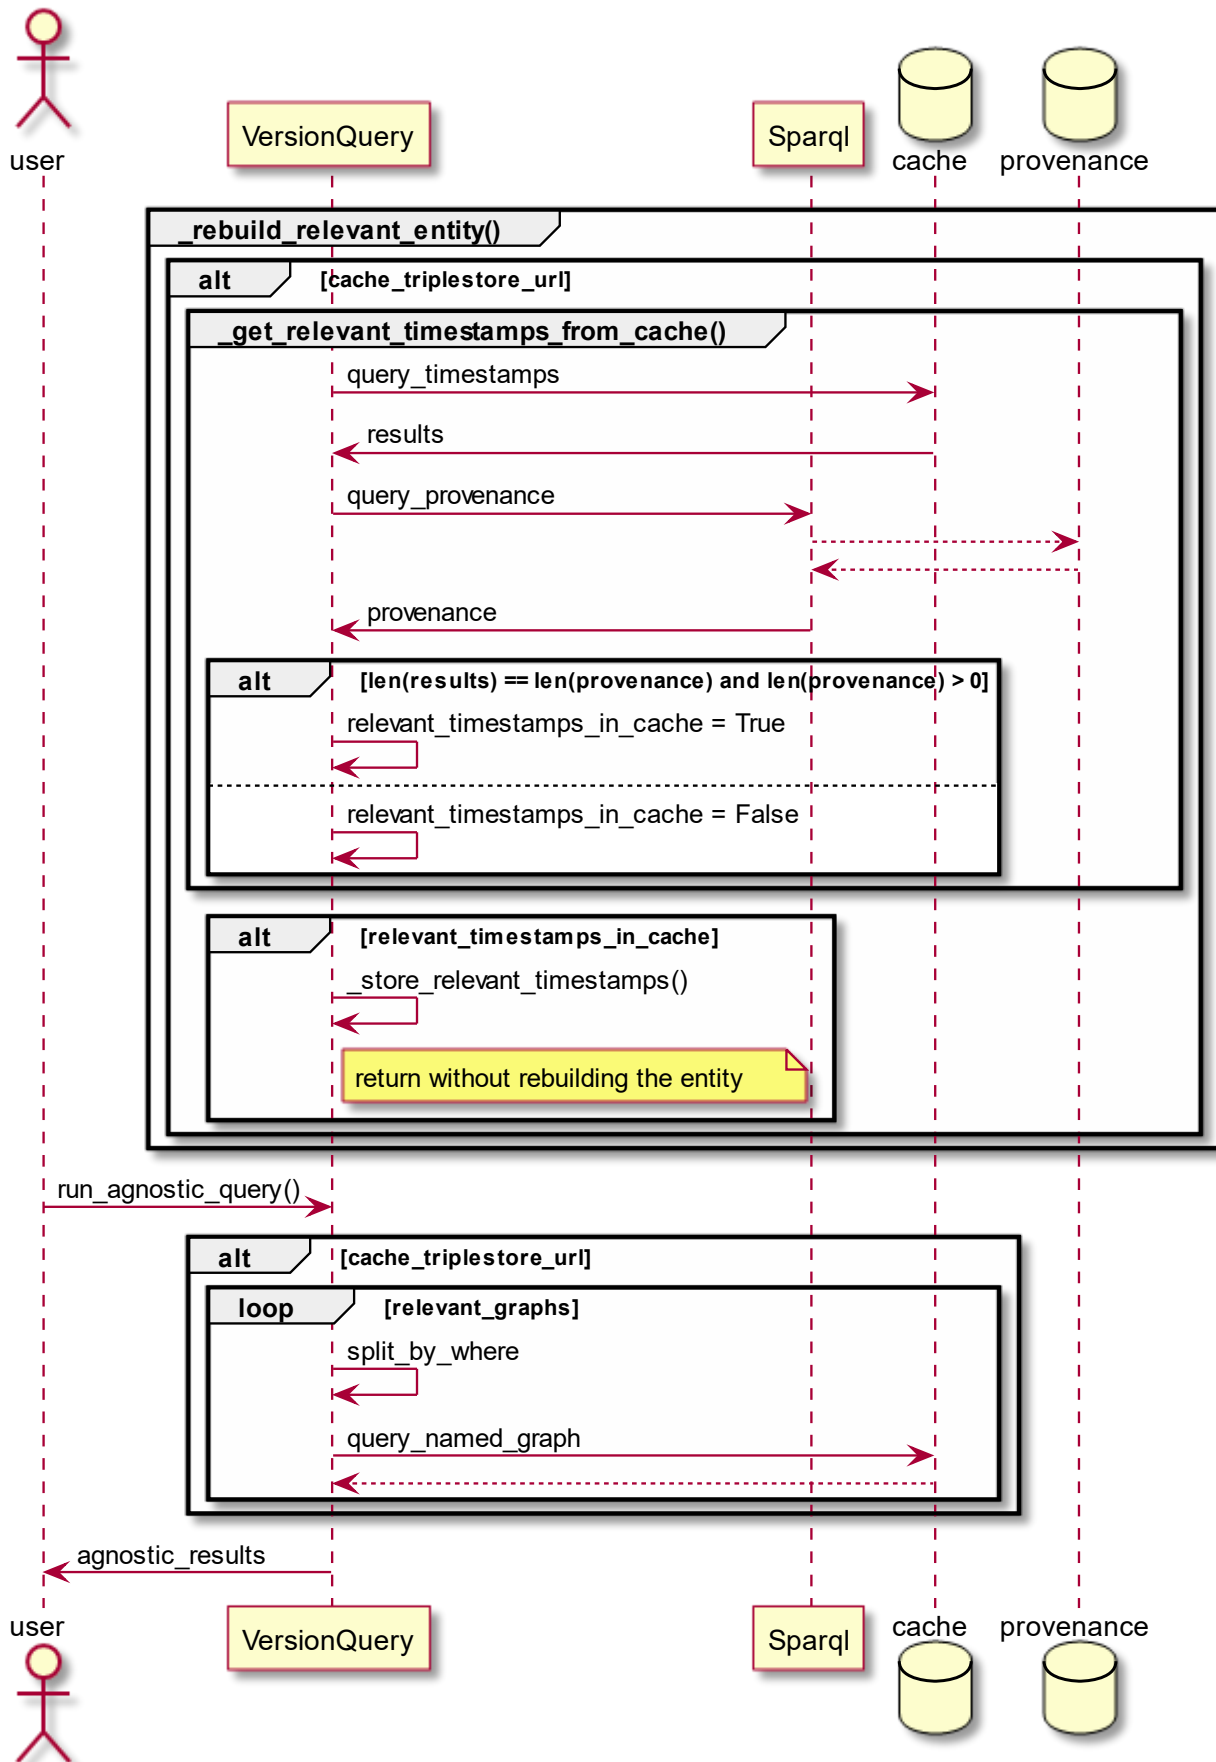 user
VersionQuery
Sparql
cache
provenance
_rebuild_relevant_entity()
alt [cache_triplestore_url]
_get_relevant_timestamps_from_cache()
query_timestamps
results
query_provenance
provenance
alt [len(results) == len(provenance) and len(provenance) > 0]
relevant_timestamps_in_cache = True
relevant_timestamps_in_cache = False
alt [relevant_timestamps_in_cache]
_store_relevant_timestamps()
return without rebuilding the entity
run_agnostic_query()
alt [cache_triplestore_url]
loop [relevant_graphs]
split_by_where
query_named_graph
agnostic_results
user
VersionQuery
Sparql
cache
provenance